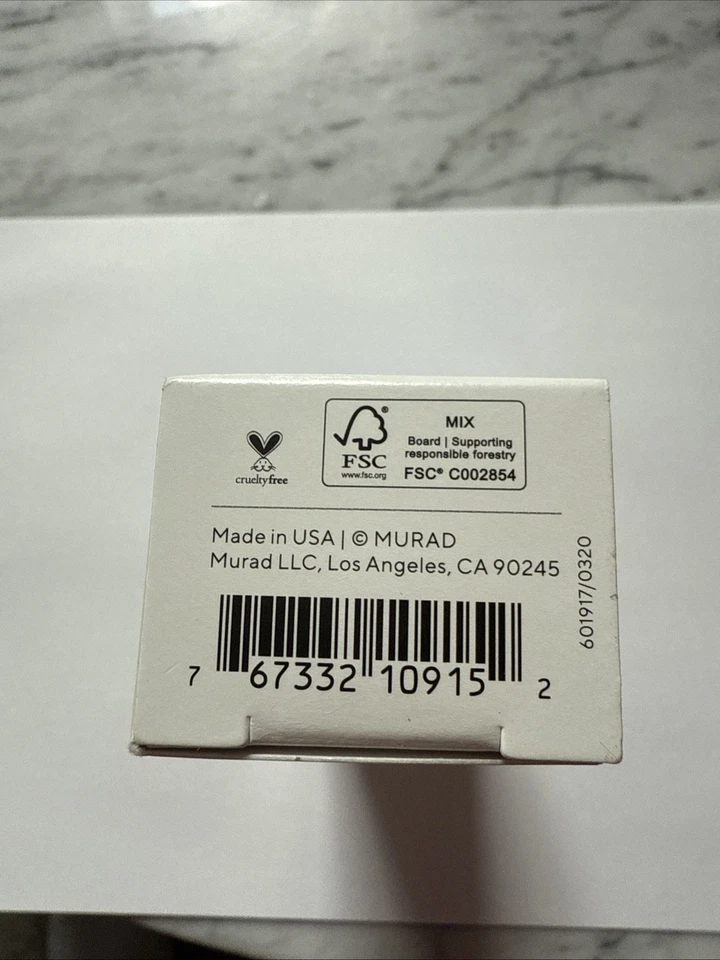 crueltyfree
FSC®
www.fsc.org
MIX
Board | Supporting
responsible forestry
FSC® C002854
Made in USA | © MURAD
Murad LLC, Los Angeles, CA 90245
601917/0320
7 67332 10915 2